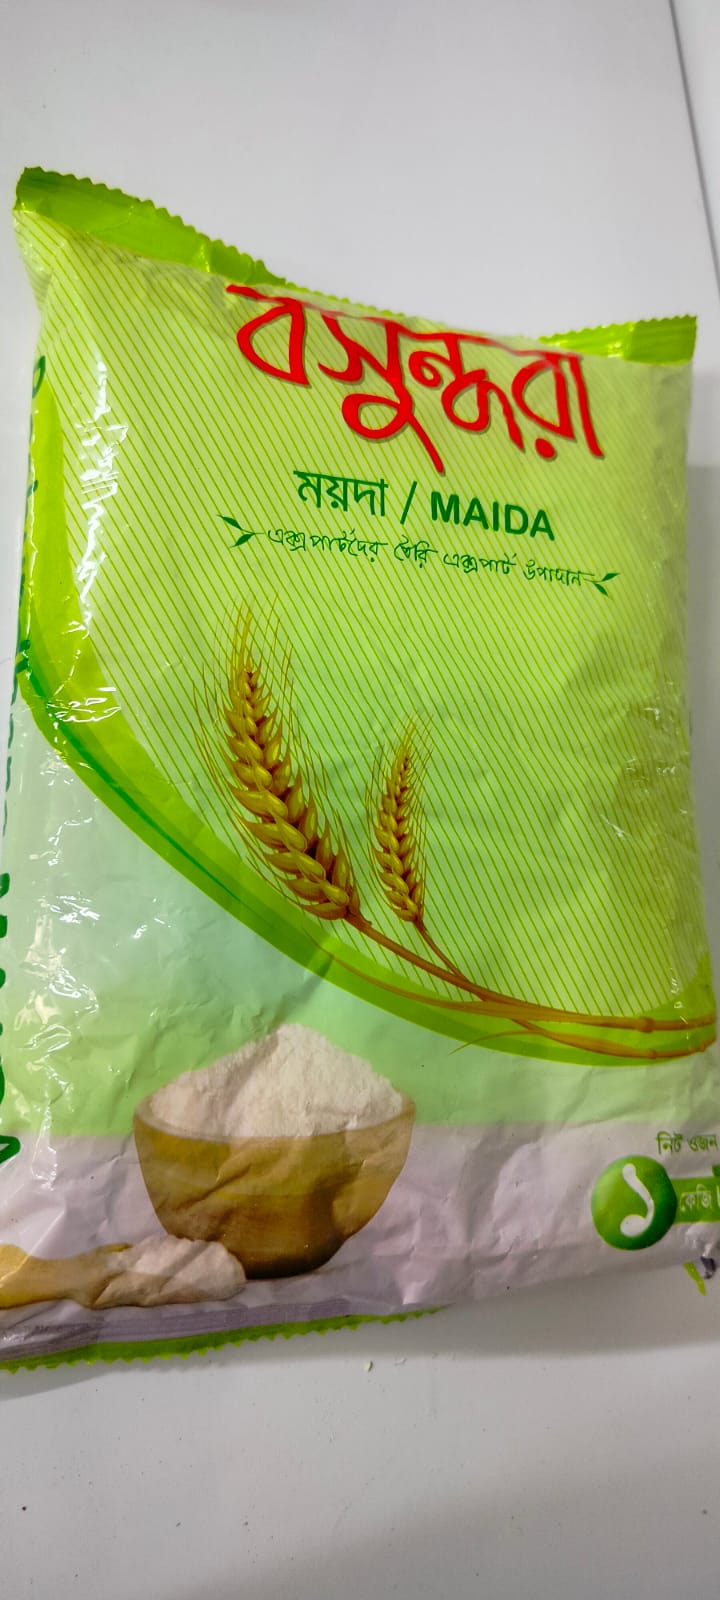 বসুন্ধরা
ময়দা / MAIDA
এক্সপার্টদের তৈরি এক্সপার্ট উপাদান
নিট ওজন
১ কেজি